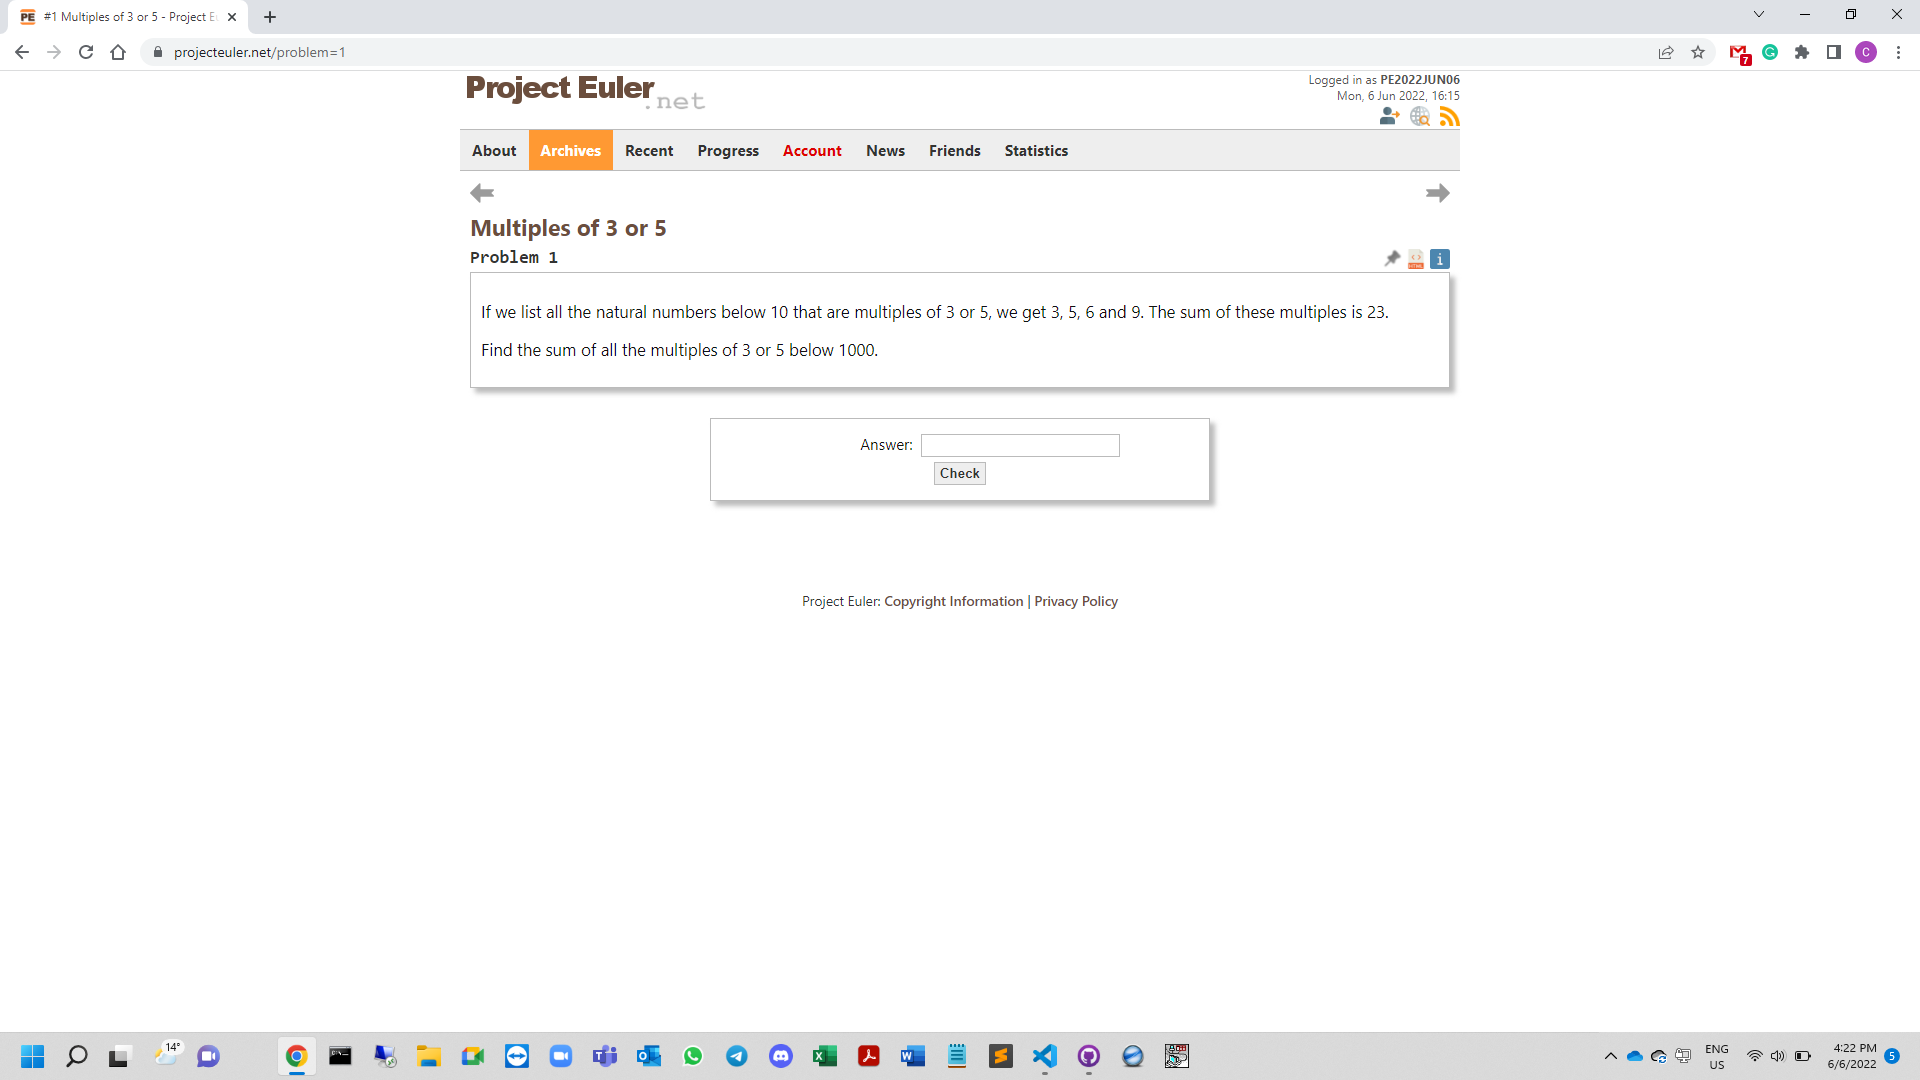 #1 Multiples of 3 or 5 - Project E
projecteuler.net/problem=1
7
C
Project Euler
.net
Logged in as PE2022JUN06
Mon, 6 Jun 2022, 16:15
About Archives Recent Progress Account News Friends Statistics
Multiples of 3 or 5
Problem 1
If we list all the natural numbers below 10 that are multiples of 3 or 5, we get 3, 5, 6 and 9. The sum of these multiples is 23.
Find the sum of all the multiples of 3 or 5 below 1000.
Answer:
Check
Project Euler: Copyright Information | Privacy Policy
14°
ENG
US
4:22 PM
6/6/2022
5